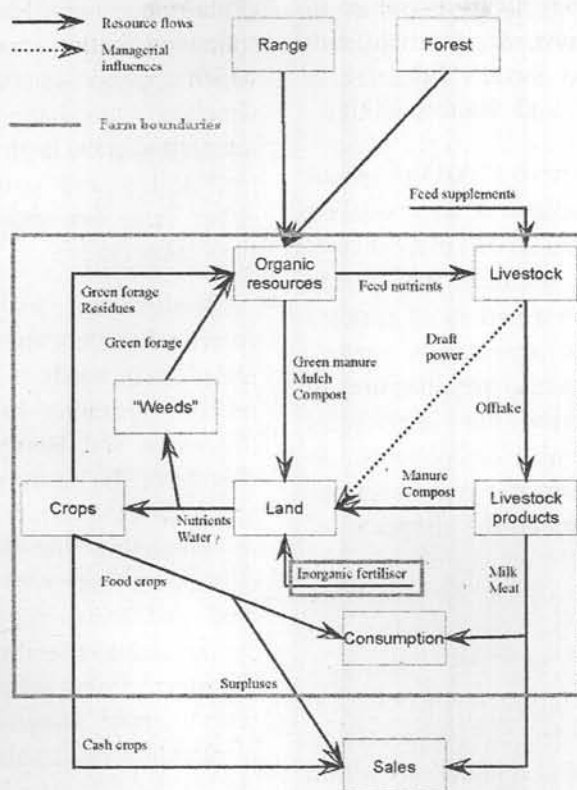 Resource flows
Managerial
influences
Farm boundaries
Range
Forest
Feed supplements
Organic
resources
Feed nutrients
Livestock
Green forage
Residues
Green forage
Draft
power
Green manure
Mulch
Compost
"Weeds"
Offtake
Manure
Compost
Crops
Nutrients
Water
Land
Livestock
products
Food crops
Inorganic fertiliser
Milk
Meat
Consumption
Surpluses
Cash crops
Sales